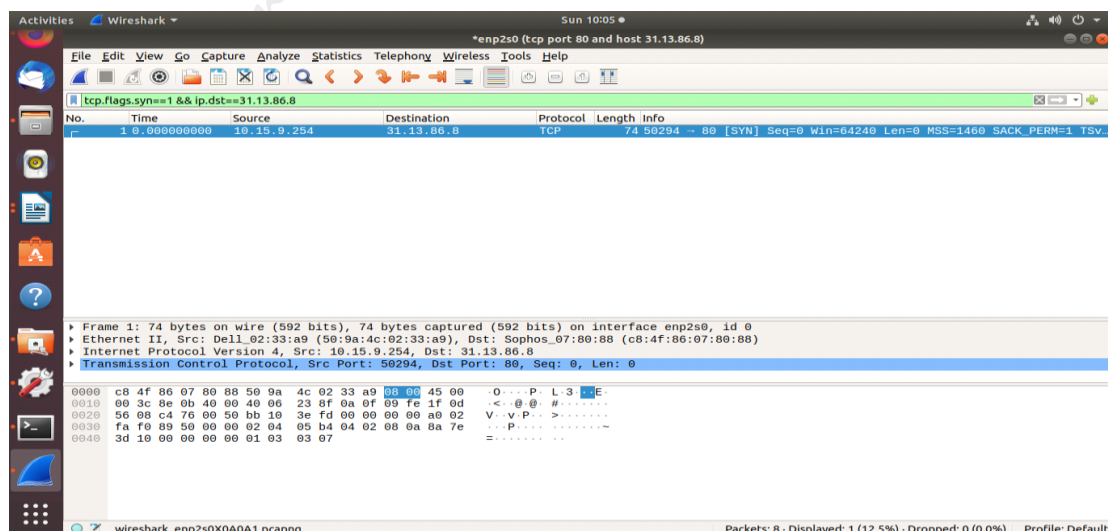 Activities Wireshark Sun 10:05
*enp2s0 (tcp port 80 and host 31.13.86.8)
File Edit View Go Capture Analyze Statistics Telephony Wireless Tools Help
tcp.flags.syn==1 && ip.dst==31.13.86.8
No. Time Source Destination Protocol Length Info
1 0.000000000 10.15.9.254 31.13.86.8 TCP 74 50294 → 80 [SYN] Seq=0 Win=64240 Len=0 MSS=1460 SACK_PERM=1 TSv…
Frame 1: 74 bytes on wire (592 bits), 74 bytes captured (592 bits) on interface enp2s0, id 0
Ethernet II, Src: Dell_02:33:a9 (50:9a:4c:02:33:a9), Dst: Sophos_07:80:88 (c8:4f:86:07:80:88)
Internet Protocol Version 4, Src: 10.15.9.254, Dst: 31.13.86.8
Transmission Control Protocol, Src Port: 50294, Dst Port: 80, Seq: 0, Len: 0
0000 c8 4f 86 07 80 88 50 9a 4c 02 33 a9 08 00 45 00 ·O····P· L·3···E·
0010 00 3c 8e 0b 40 00 40 06 23 8f 0a 0f 09 fe 1f 0d ·<··@·@· #·······
0020 56 08 c4 76 00 50 bb 10 3e fd 00 00 00 00 a0 02 V··v·P·· >·······
0030 fa f0 89 50 00 00 02 04 05 b4 04 02 08 0a 8a 7e ···P···· ·······~
0040 3d 10 00 00 00 00 01 03 03 07 =······· ··
wireshark_enp2s0X0A0A1.pcapng Packets: 8 · Displayed: 1 (12.5%) · Dropped: 0 (0.0%) Profile: Default